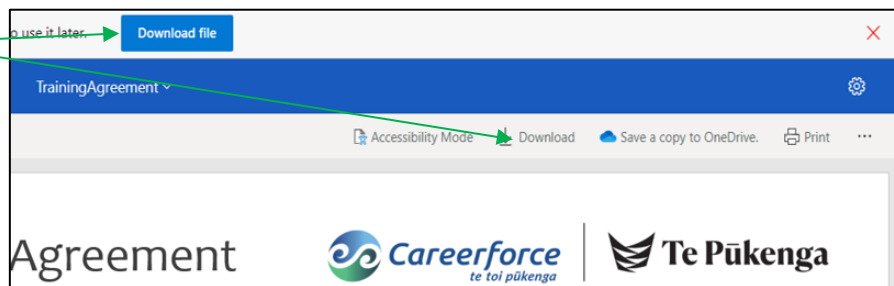 o use it later. Download file
TrainingAgreement
Accessibility Mode Download Save a copy to OneDrive. Print ...
Agreement Careerforce Te Pūkenga
te toi pūkenga